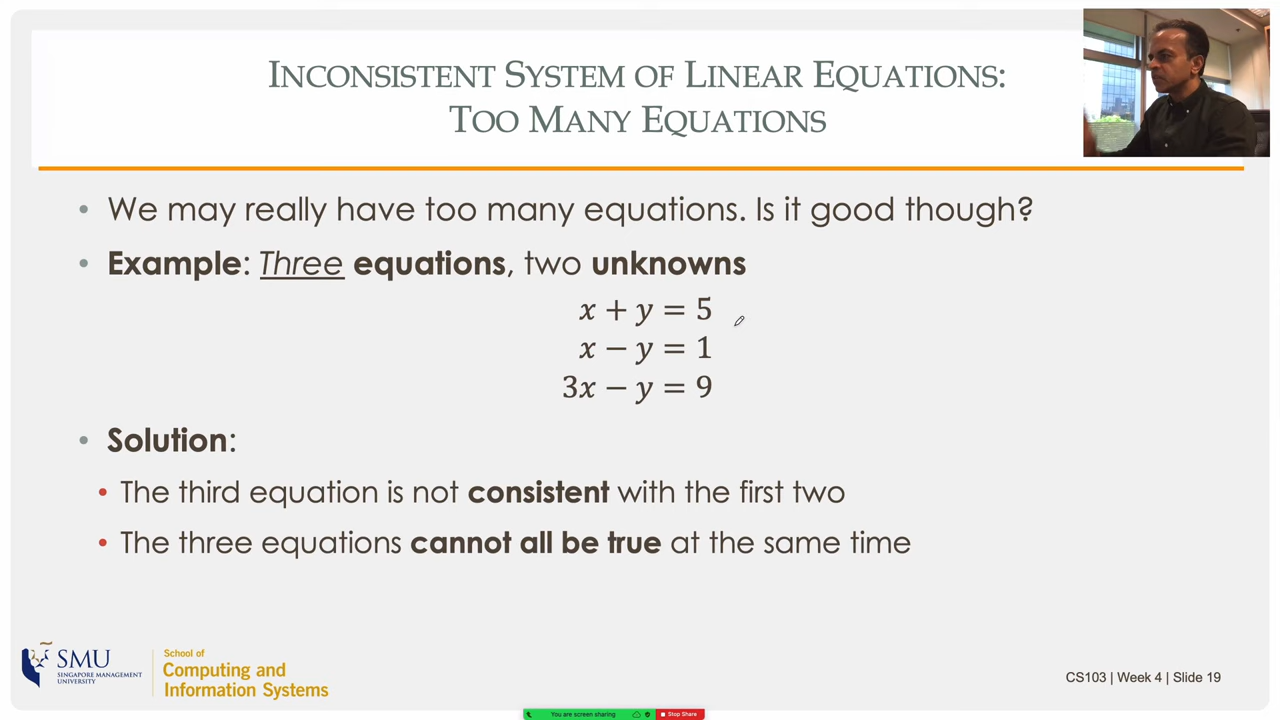 INCONSISTENT SYSTEM OF LINEAR EQUATIONS:
TOO MANY EQUATIONS
• We may really have too many equations. Is it good though?
• Example: Three equations, two unknowns
x + y = 5
x − y = 1
3x − y = 9
• Solution:
• The third equation is not consistent with the first two
• The three equations cannot all be true at the same time
SMU
SINGAPORE MANAGEMENT
UNIVERSITY
School of
Computing and
Information Systems
CS103 | Week 4 | Slide 19
You are screen sharing
Stop Share